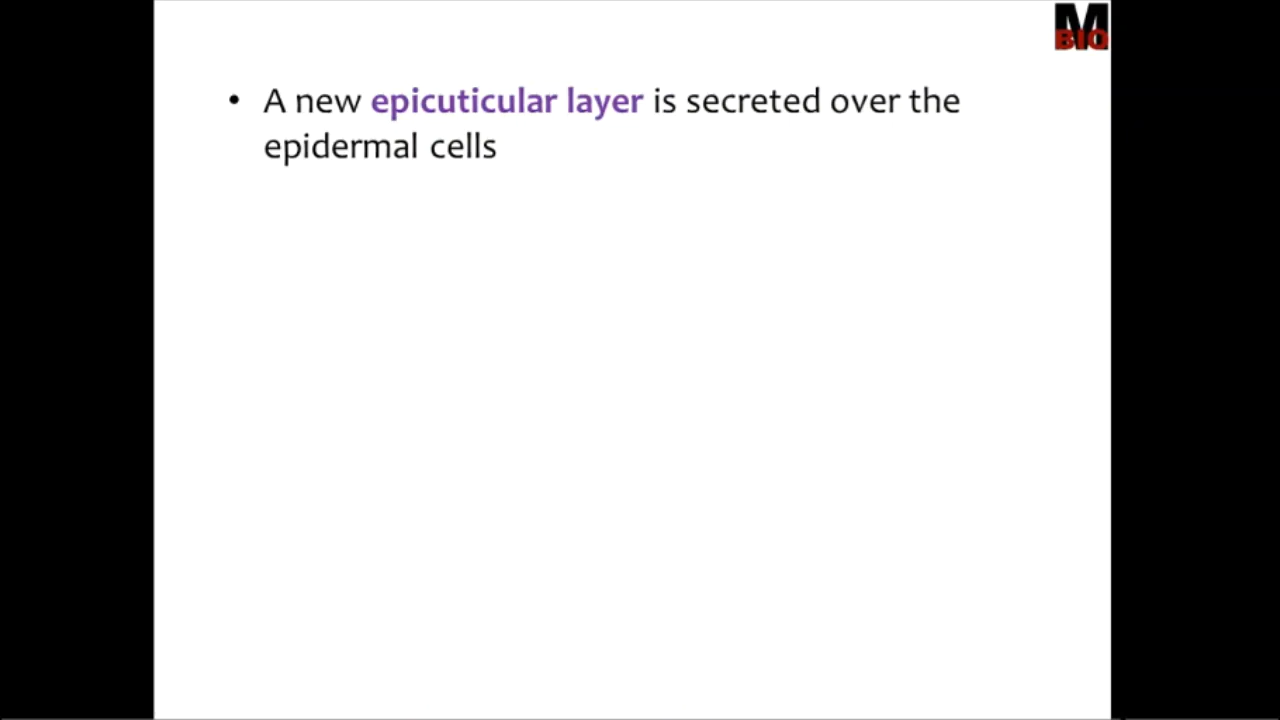 M
BIO
• A new epicuticular layer is secreted over the
epidermal cells